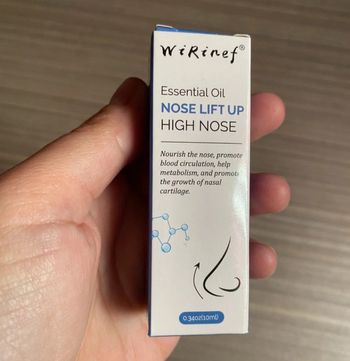 WiRinef®
Essential Oil
NOSE LIFT UP
HIGH NOSE
Nourish the nose, promote
blood circulation, help
metabolism, and promote
the growth of nasal
cartilage.
0.34oz(10ml)